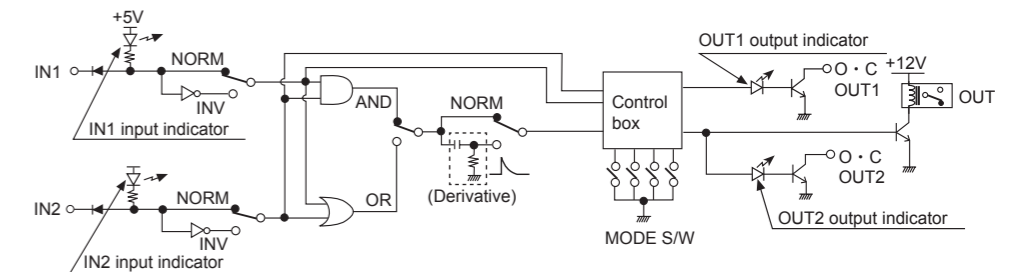 +5V
IN1
NORM
INV
IN1 input indicator
IN2
NORM
INV
IN2 input indicator
AND
OR
NORM
(Derivative)
Control
box
MODE S/W
OUT1 output indicator
O・C
OUT1
+12V
OUT
O・C
OUT2
OUT2 output indicator